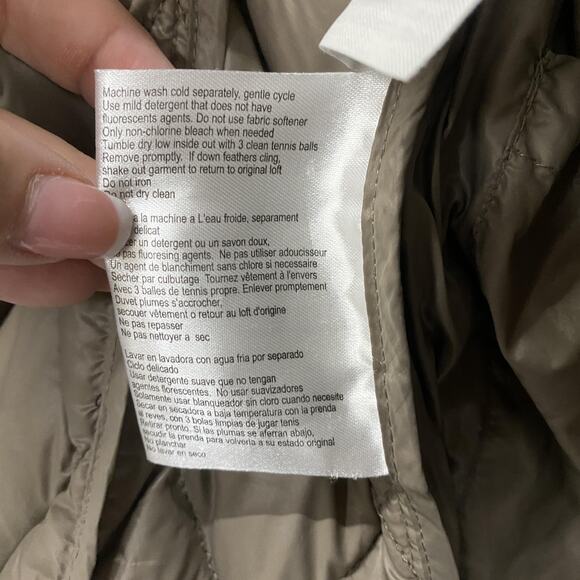 Machine wash cold separately, gentle cycle
Use mild detergent that does not have
fluorescents agents. Do not use fabric softener
Only non-chlorine bleach when needed
Tumble dry low inside out with 3 clean tennis balls
Remove promptly. If down feathers cling,
shake out garment to return to original loft
Do not iron
Do not dry clean
a la machine a L'eau froide, separament
delicat
er un detergent ou un savon doux,
pas fluoresing agents. Ne pas utiliser adoucisseur
Un agent de blanchiment sans chlore si necessaire
Secher par culbutage Tournez vêtement à l'envers
Avec 3 balles de tennis propre. Enlever promptement
Duvet plumes s'accrocher,
secouer vêtement o retour au loft d'origine
Ne pas repasser
Ne pas nettoyer a sec
Lavar en lavadora con agua fria por separado
Ciclo delicado
Usar detergente suave que no tengan
agentes florescentes. No usar suavizadores
Solamente usar blanqueador sin cloro cuando necesite
Secar en secadora a baja temperatura con la prenda
reves, con 3 bolas limpias de jugar tenis
Retirar pronto. Si las plumas se aferran abajo,
secudir la prenda para volverla a su estado original
No planchar
No lavar en seco